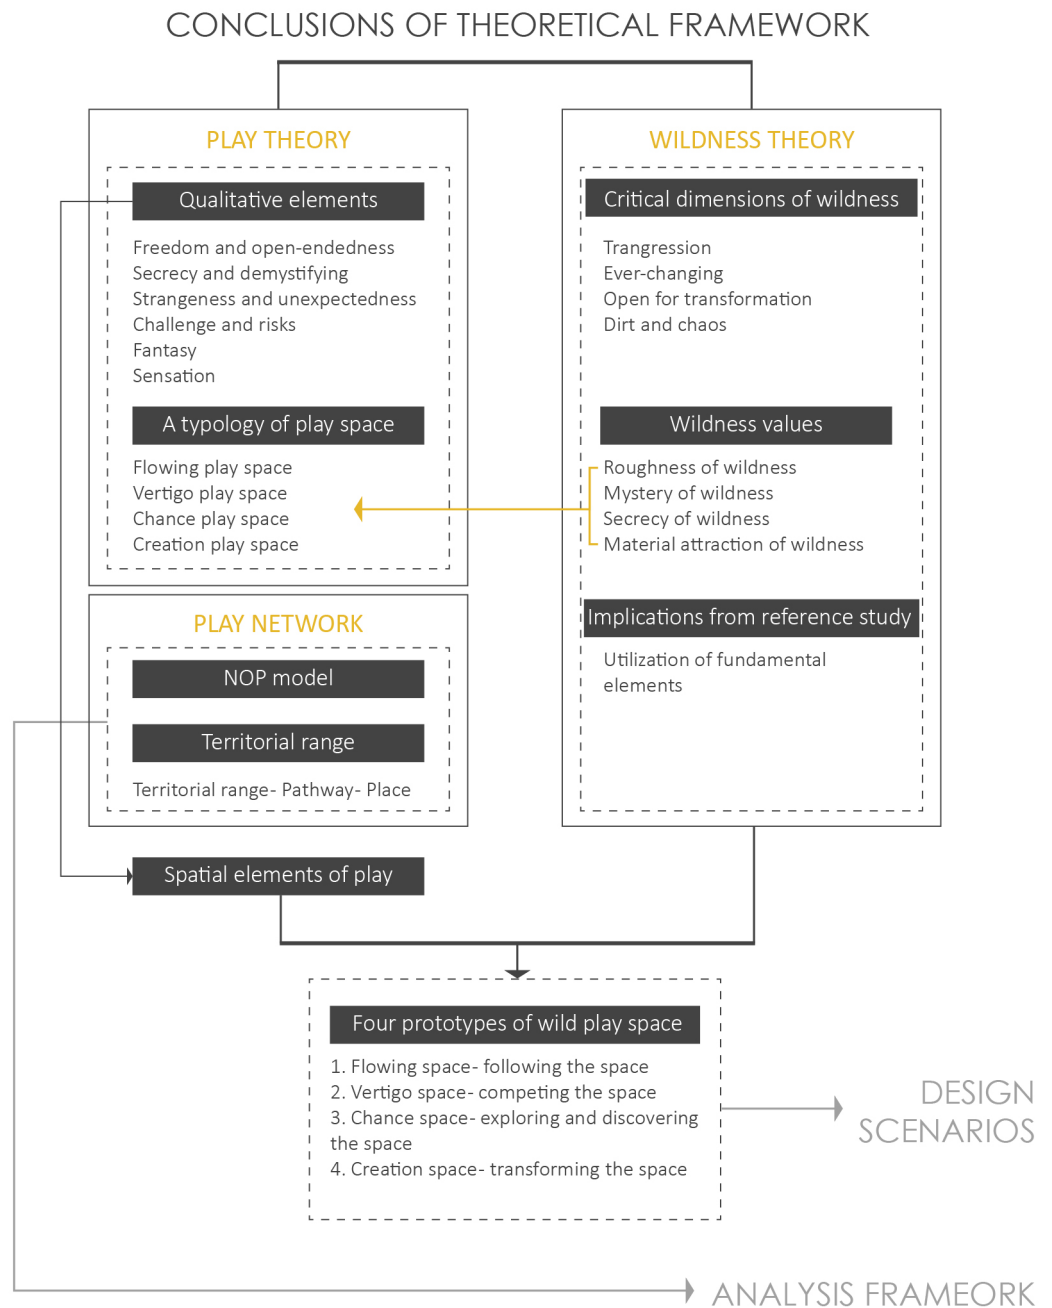 CONCLUSIONS OF THEORETICAL FRAMEWORK
PLAY THEORY
Qualitative elements
Freedom and open-endedness
Secrecy and demystifying
Strangeness and unexpectedness
Challenge and risks
Fantasy
Sensation
A typology of play space
Flowing play space
Vertigo play space
Chance play space
Creation play space
PLAY NETWORK
NOP model
Territorial range
Territorial range- Pathway- Place
Spatial elements of play
WILDNESS THEORY
Critical dimensions of wildness
Trangression
Ever-changing
Open for transformation
Dirt and chaos
Wildness values
Roughness of wildness
Mystery of wildness
Secrecy of wildness
Material attraction of wildness
Implications from reference study
Utilization of fundamental
elements
Four prototypes of wild play space
1. Flowing space- following the space
2. Vertigo space- competing the space
3. Chance space- exploring and discovering
the space
4. Creation space- transforming the space
DESIGN
SCENARIOS
ANALYSIS FRAMEORK